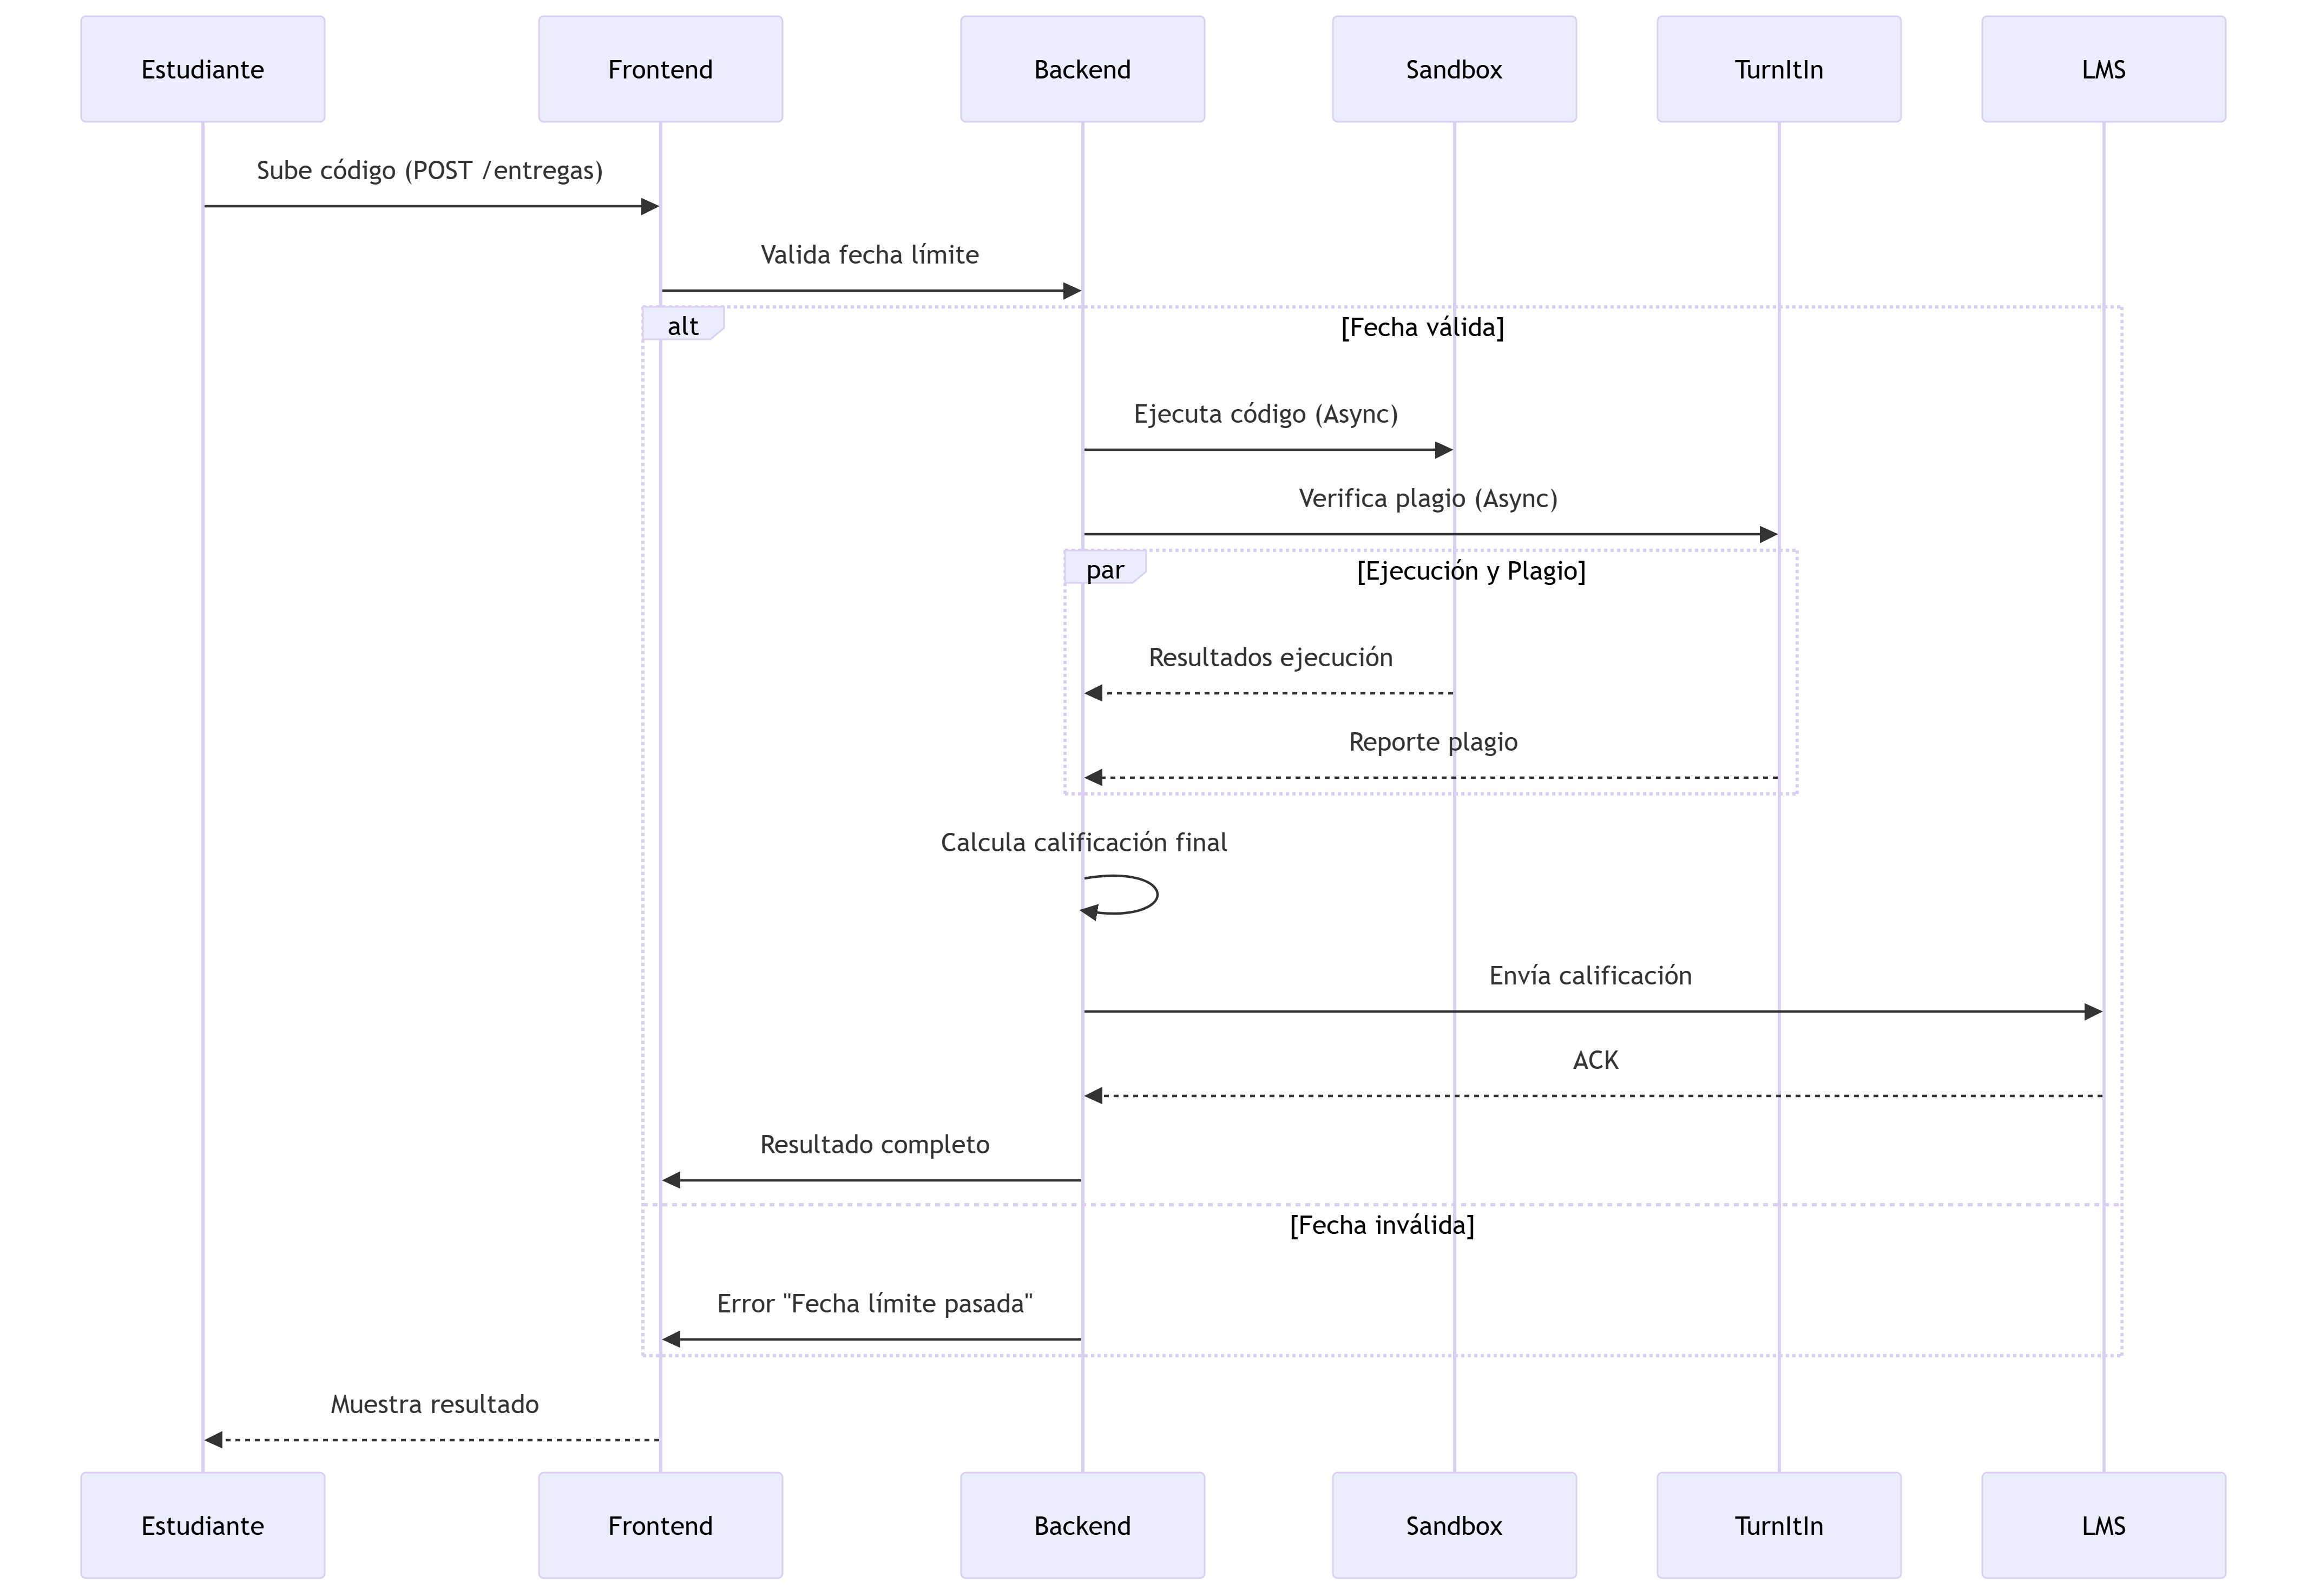 Estudiante
Frontend
Backend
Sandbox
TurnItIn
LMS
Sube código (POST /entregas)
Valida fecha límite
alt
[Fecha válida]
Ejecuta código (Async)
Verifica plagio (Async)
par
[Ejecución y Plagio]
Resultados ejecución
Reporte plagio
Calcula calificación final
Envía calificación
ACK
Resultado completo
[Fecha inválida]
Error "Fecha límite pasada"
Muestra resultado
Estudiante
Frontend
Backend
Sandbox
TurnItIn
LMS